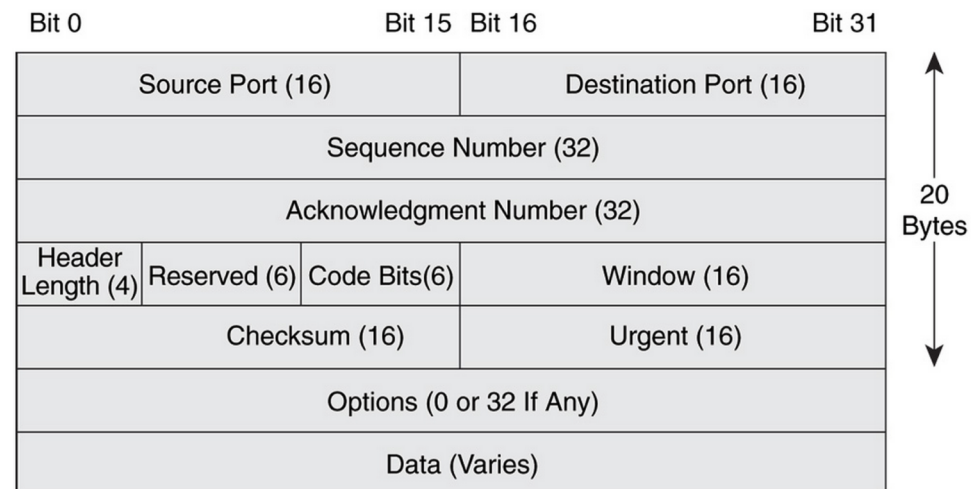 Bit 0 Bit 15 Bit 16 Bit 31
Source Port (16) Destination Port (16)
Sequence Number (32)
Acknowledgment Number (32)
20
Bytes
Header
Length (4) Reserved (6) Code Bits(6) Window (16)
Checksum (16) Urgent (16)
Options (0 or 32 If Any)
Data (Varies)